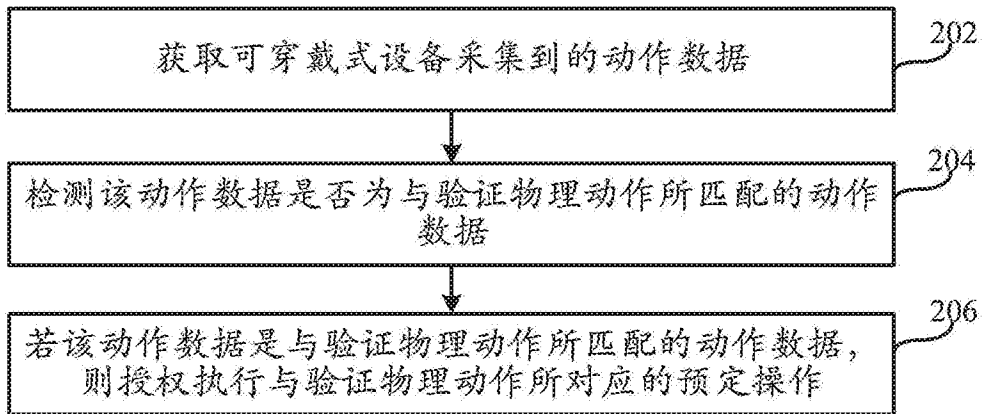 获取可穿戴式设备采集到的动作数据
202
检测该动作数据是否为与验证物理动作所匹配的动作
数据
204
若该动作数据是与验证物理动作所匹配的动作数据，
则授权执行与验证物理动作所对应的预定操作
206